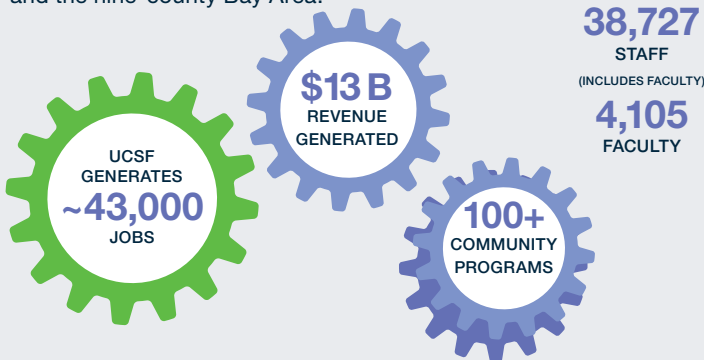 and the nine-county Bay Area.
$13 B
REVENUE
GENERATED
UCSF
GENERATES
~43,000
JOBS
100+
COMMUNITY
PROGRAMS
38,727
STAFF
(INCLUDES FACULTY)
4,105
FACULTY